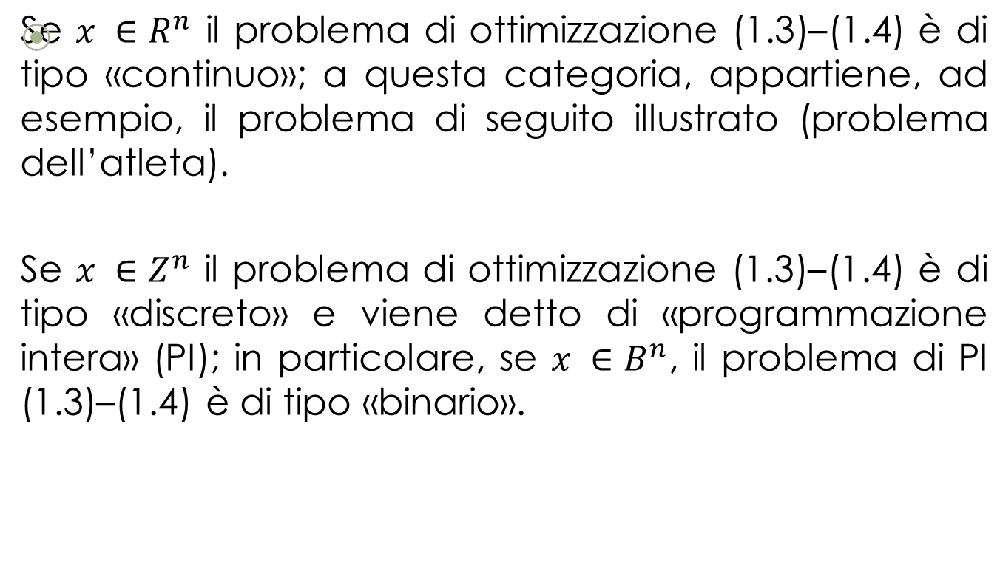 Se 𝑥 ∈ 𝑅ⁿ il problema di ottimizzazione (1.3)–(1.4) è di
tipo «continuo»; a questa categoria, appartiene, ad
esempio, il problema di seguito illustrato (problema
dell’atleta).
Se 𝑥 ∈ 𝑍ⁿ il problema di ottimizzazione (1.3)–(1.4) è di
tipo «discreto» e viene detto di «programmazione
intera» (PI); in particolare, se 𝑥 ∈ 𝐵ⁿ, il problema di PI
(1.3)–(1.4) è di tipo «binario».